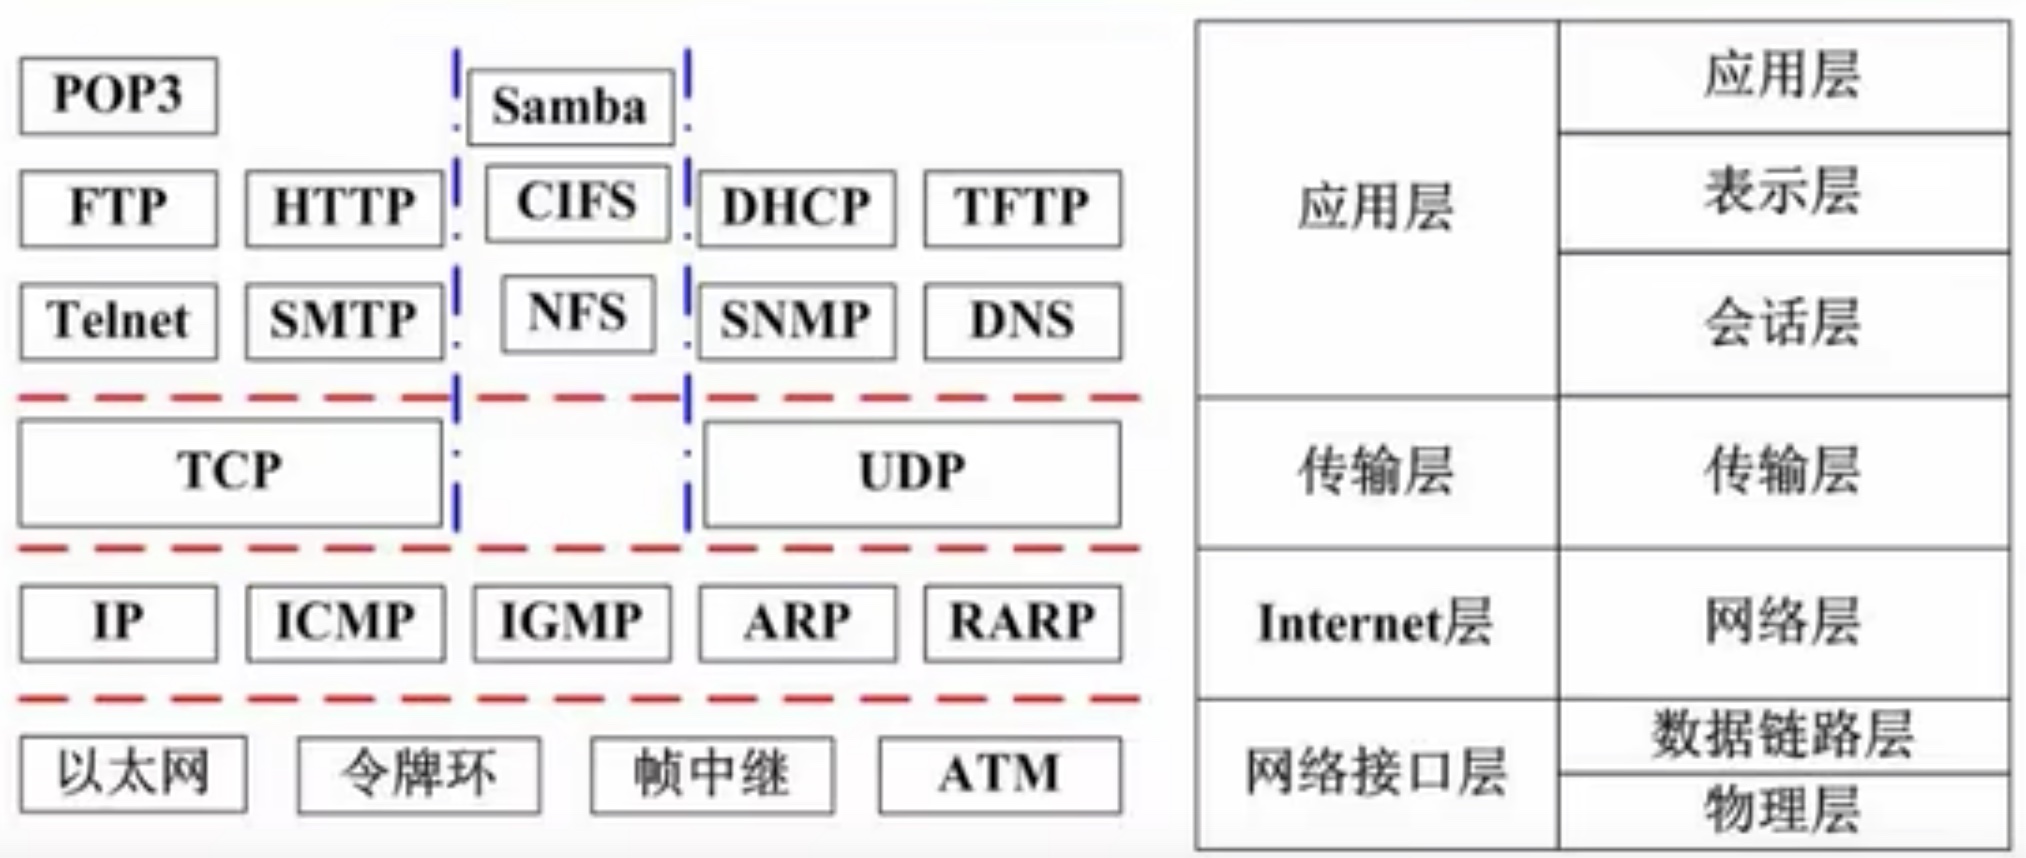 POP3
Samba
FTP
HTTP
CIFS
DHCP
TFTP
Telnet
SMTP
NFS
SNMP
DNS
TCP
UDP
IP
ICMP
IGMP
ARP
RARP
以太网
令牌环
帧中继
ATM
应用层
应用层
表示层
会话层
传输层
传输层
Internet层
网络层
网络接口层
数据链路层
物理层